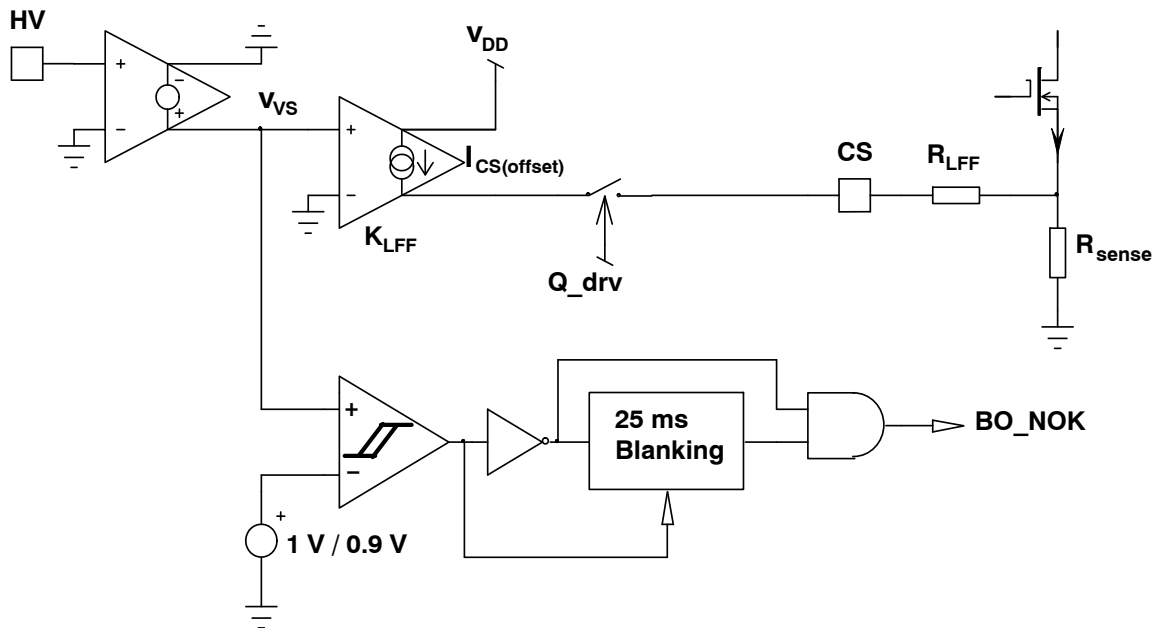 HV
+
−
−
+
vVS
vDD
+
−
ICS(offset)
KLFF
Q_drv
CS
RLFF
Rsense
+
−
+
1 V / 0.9 V
25 ms
Blanking
BO_NOK